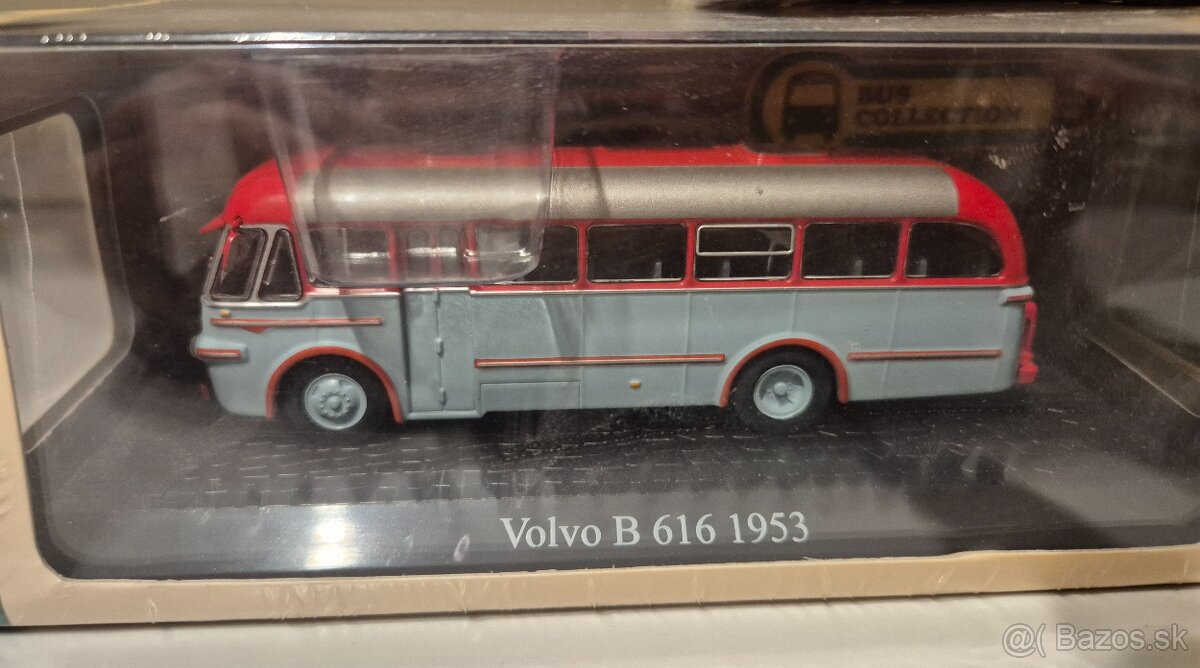 BUS
COLLECTION
Volvo B 616 1953
@( Bazos.sk